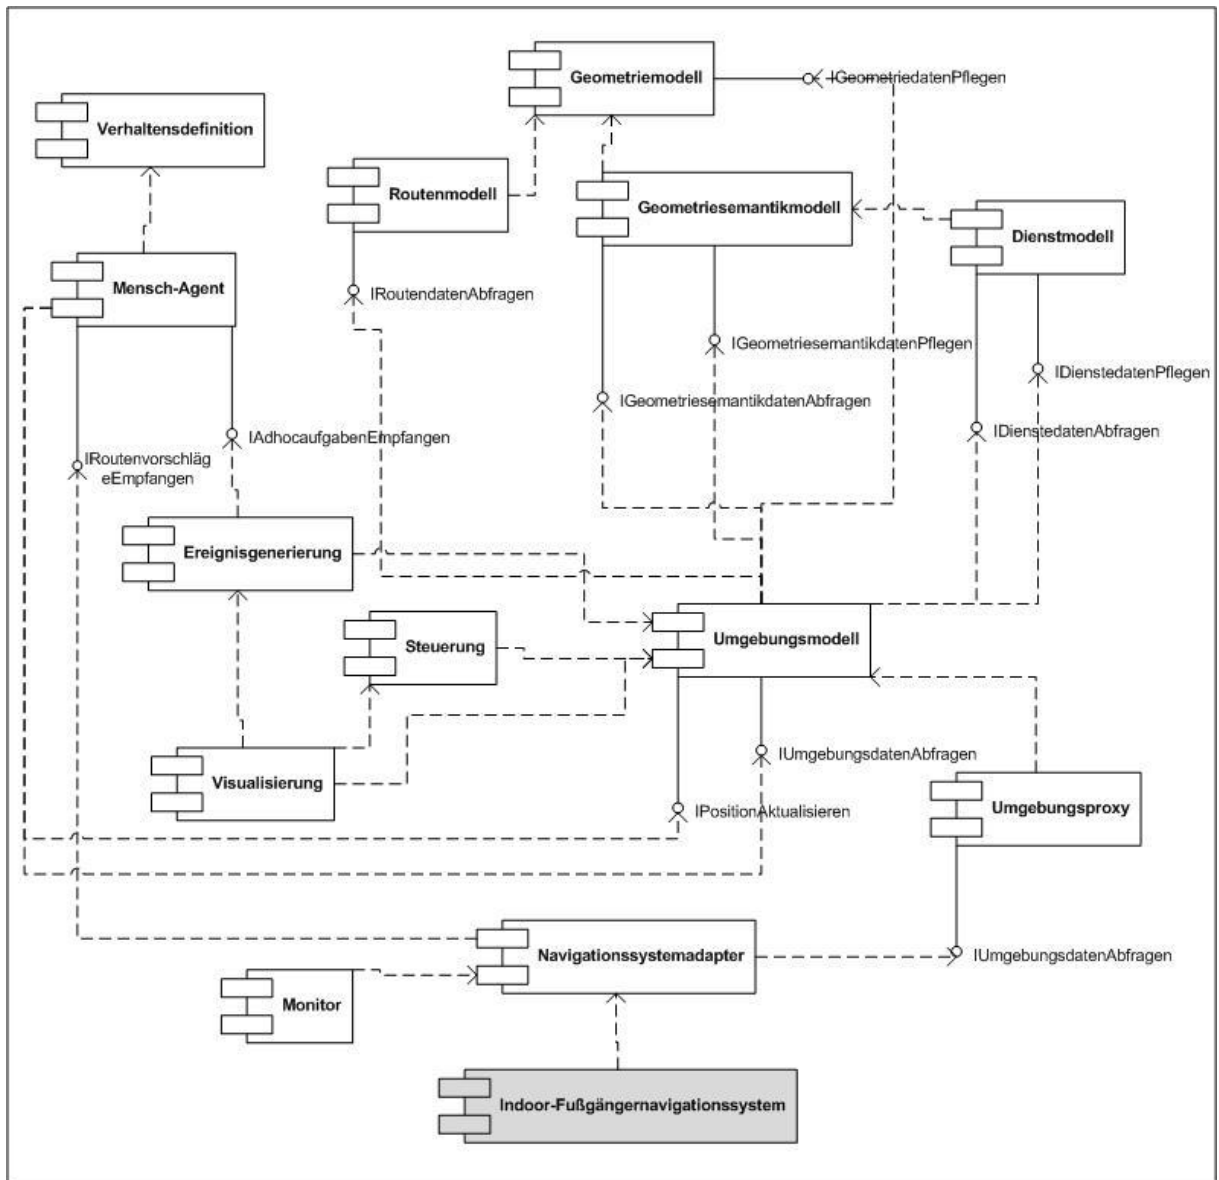 Geometriemodell
IGeometriedatenPflegen
Verhaltensdefinition
Routenmodell
Geometriesemantikmodell
Dienstmodell
Mensch-Agent
IRoutendatenAbfragen
IGeometriesemantikdatenPflegen
IDienstedatenPflegen
IGeometriesemantikdatenAbfragen
IDienstedatenAbfragen
IAdhocaufgabenEmpfangen
IRoutenvorschläg
eEmpfangen
Ereignisgenerierung
Steuerung
Umgebungsmodell
Visualisierung
IUmgebungsdatenAbfragen
IPositionAktualisieren
Umgebungsproxy
Navigationssystemadapter
IUmgebungsdatenAbfragen
Monitor
Indoor-Fußgängernavigationssystem